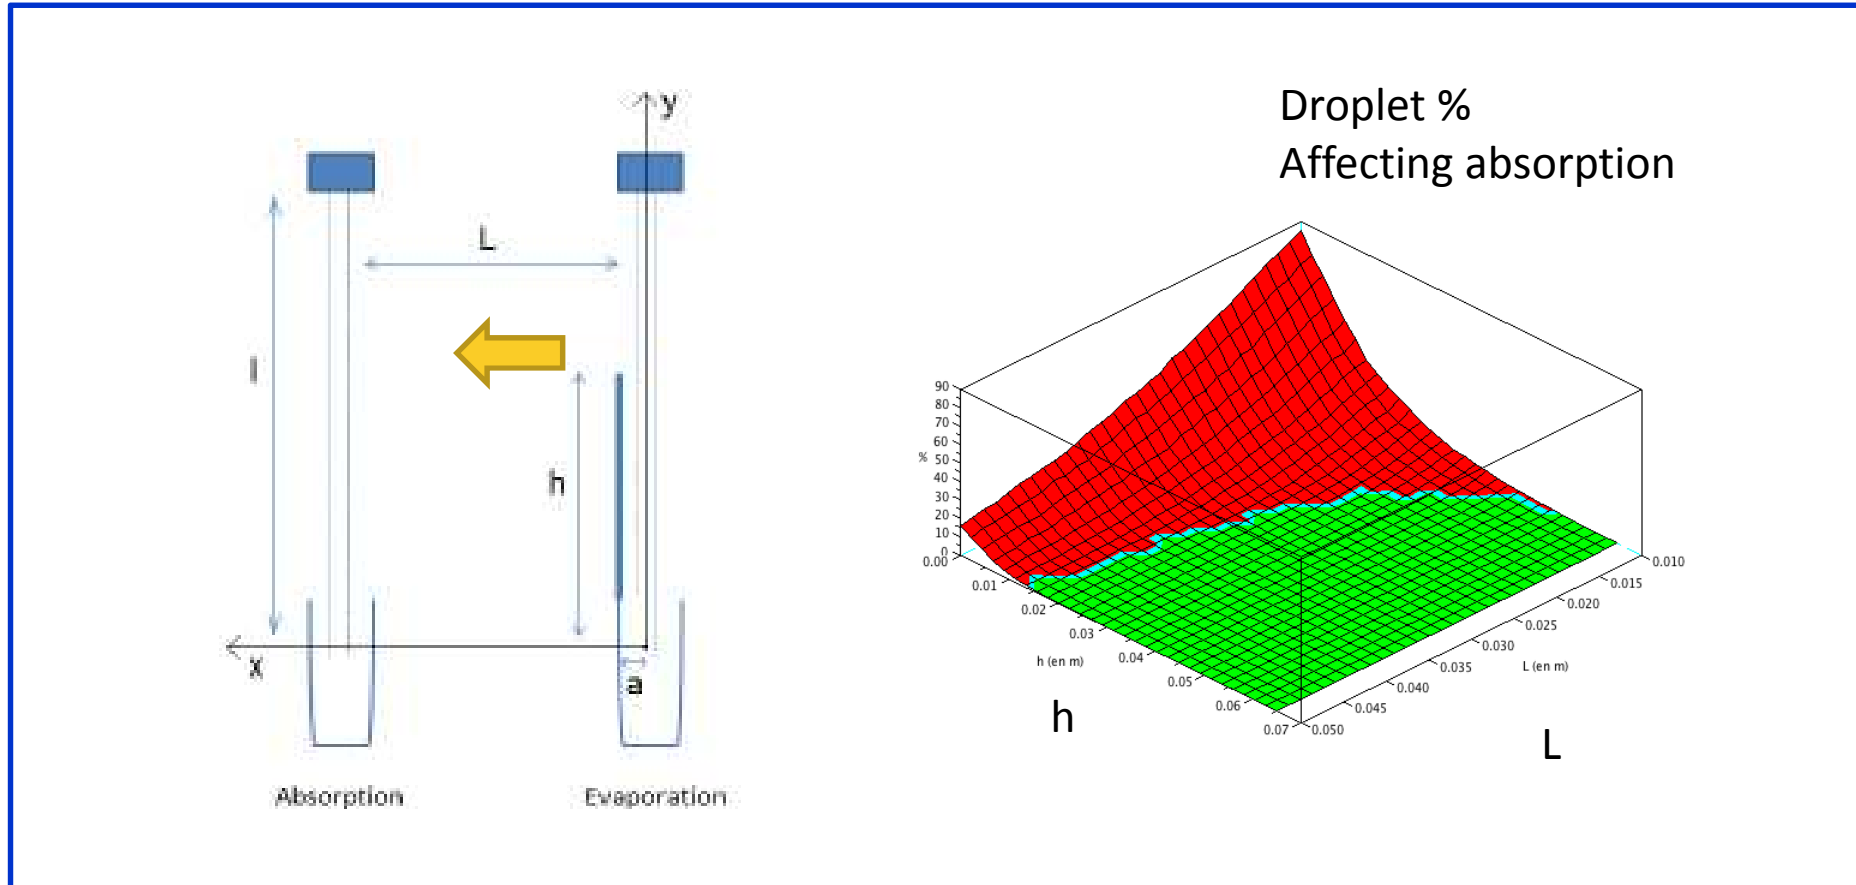 y
L
l
h
x
a
Absorption
Evaporation
Droplet %
Affecting absorption
90
80
70
60
50
40
30
20
10
0
%
0.00
0.01
0.02
0.03
0.04
0.05
0.06
0.07
h (en m)
0.010
0.015
0.020
0.025
0.030
0.035
0.040
0.045
0.050
L (en m)
h
L